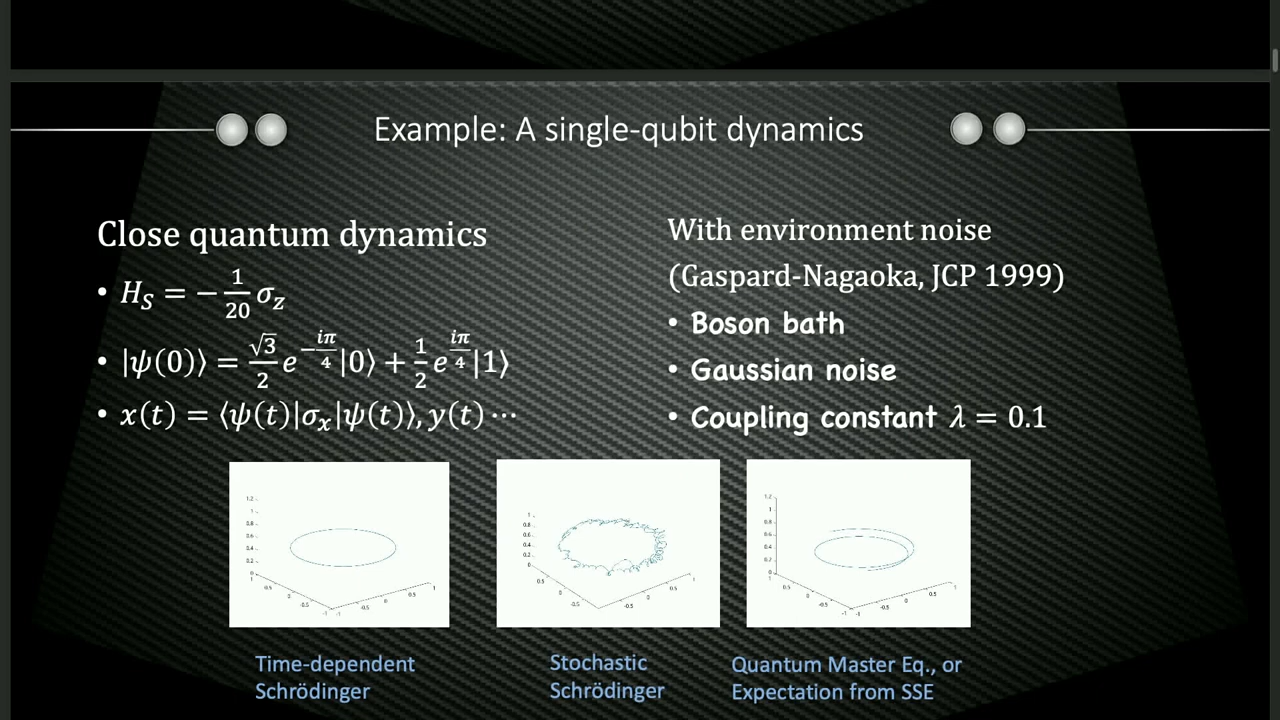 Example: A single-qubit dynamics
Close quantum dynamics
• H_S = −1/20 σ_z
• |ψ(0)⟩ = √3/2 e^{−iπ/4}|0⟩ + 1/2 e^{iπ/4}|1⟩
• x(t) = ⟨ψ(t)|σ_x|ψ(t)⟩, y(t) ⋯
With environment noise
(Gaspard-Nagaoka, JCP 1999)
• Boson bath
• Gaussian noise
• Coupling constant λ = 0.1
Time-dependent
Schrödinger
Stochastic
Schrödinger
Quantum Master Eq., or
Expectation from SSE